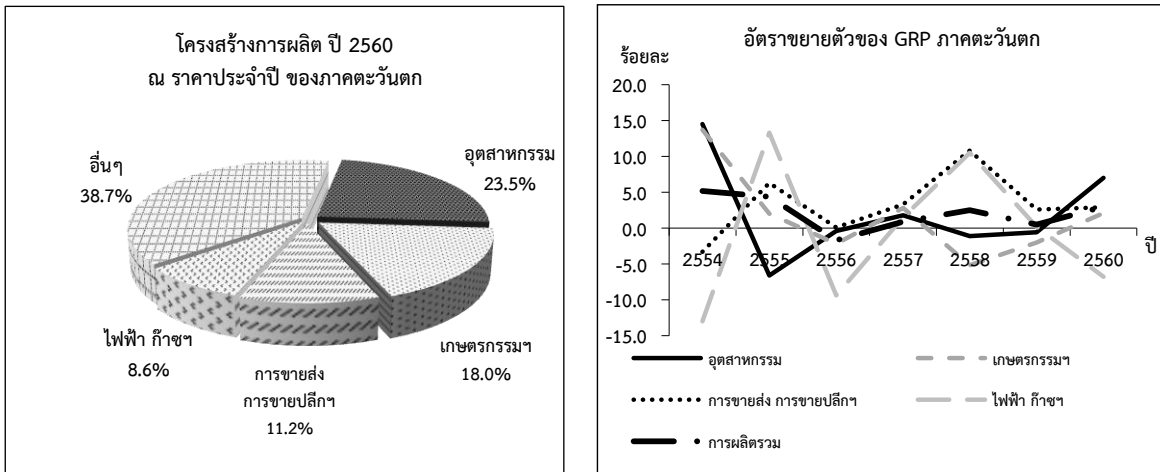 โครงสร้างการผลิต ปี 2560
ณ ราคาประจำปี ของภาคตะวันตก
อื่นๆ
38.7%
อุตสาหกรรม
23.5%
ไฟฟ้า ก๊าซฯ
8.6%
การขายส่ง
การขายปลีกฯ
11.2%
เกษตรกรรมฯ
18.0%
อัตราขยายตัวของ GRP ภาคตะวันตก
ร้อยละ
20.0
15.0
10.0
5.0
0.0
-5.0
-10.0
-15.0
2554 2555 2556 2557 2558 2559 2560
ปี
อุตสาหกรรม
เกษตรกรรมฯ
การขายส่ง การขายปลีกฯ
ไฟฟ้า ก๊าซฯ
การผลิตรวม